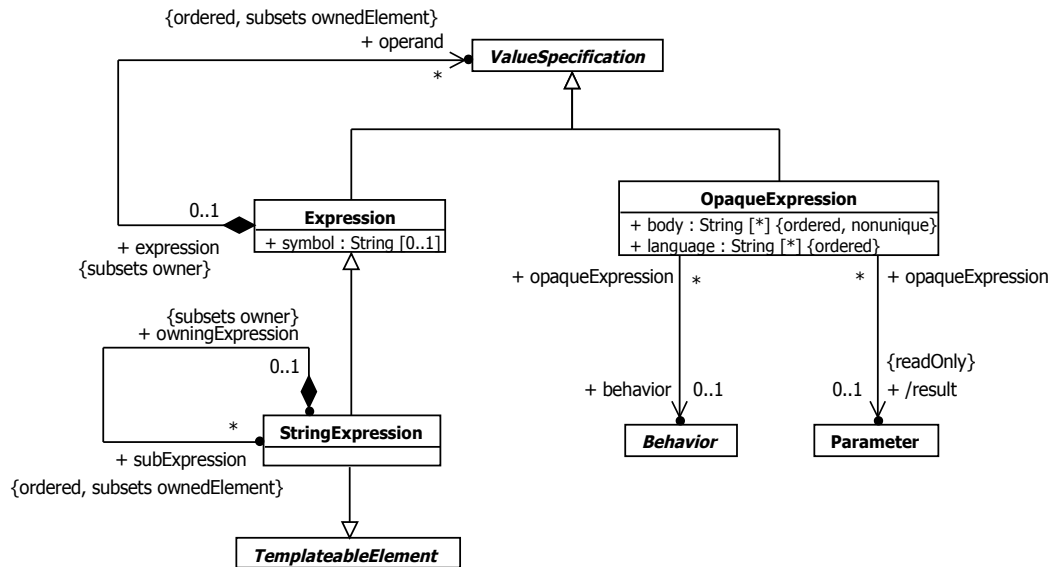 {ordered, subsets ownedElement}
+ operand
*
ValueSpecification
0..1
+ expression
{subsets owner}
Expression
+ symbol : String [0..1]
OpaqueExpression
+ body : String [*] {ordered, nonunique}
+ language : String [*] {ordered}
+ opaqueExpression
*
*
+ opaqueExpression
{subsets owner}
+ owningExpression
0..1
{readOnly}
+ behavior
0..1
0..1
+ /result
*
StringExpression
+ subExpression
{ordered, subsets ownedElement}
Behavior
Parameter
TemplateableElement